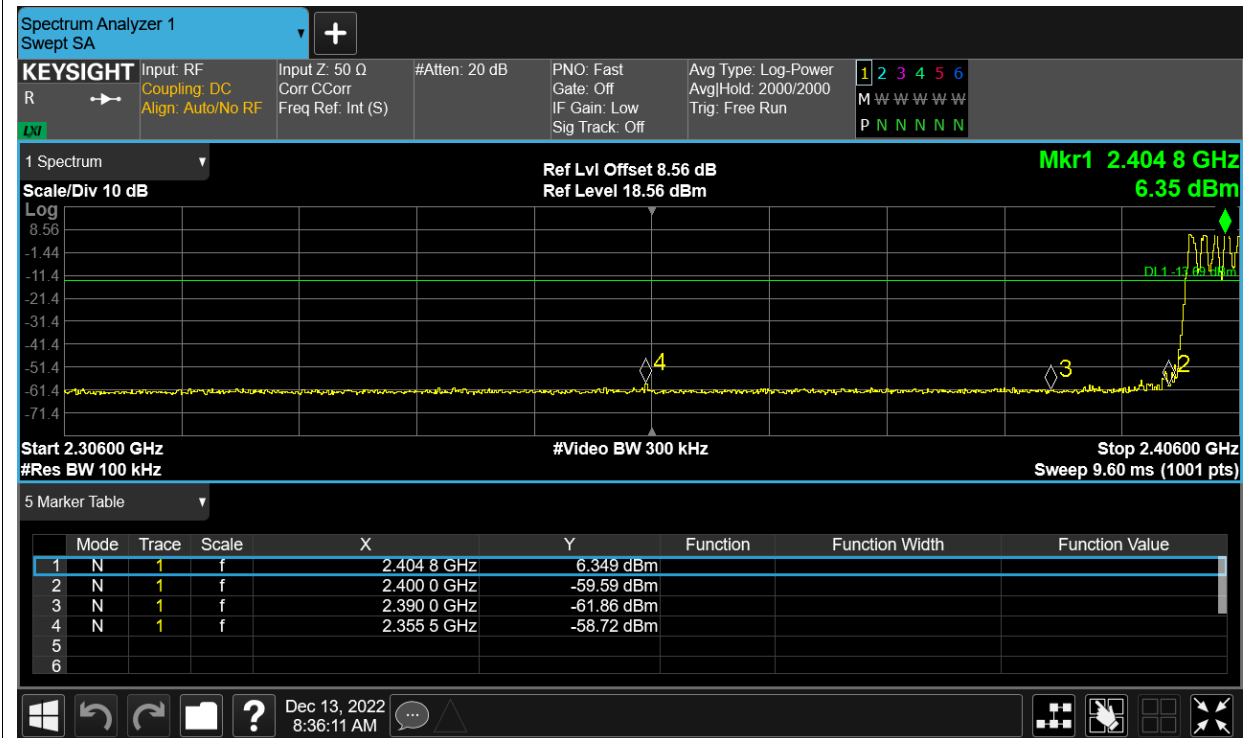 Spectrum Analyzer 1
Swept SA
+
KEYSIGHT Input: RF Input Z: 50 Ω #Atten: 20 dB PNO: Fast Avg Type: Log-Power 1 2 3 4 5 6
R Coupling: DC Corr CCorr Gate: Off Avg|Hold: 2000/2000 M W W W W W W
Align: Auto/No RF Freq Ref: Int (S) IF Gain: Low Trig: Free Run
LXI Sig Track: Off P N N N N N N
1 Spectrum Ref Lvl Offset 8.56 dB Mkr1 2.404 8 GHz
Scale/Div 10 dB Ref Level 18.56 dBm 6.35 dBm
Log
8.56
-1.44
-11.4 DL1 -13.69 dBm
-21.4
-31.4
-41.4
-51.4 4 3 2
-61.4
-71.4
Start 2.30600 GHz #Video BW 300 kHz Stop 2.40600 GHz
#Res BW 100 kHz Sweep 9.60 ms (1001 pts)
5 Marker Table
Mode Trace Scale X Y Function Function Width Function Value
1 N 1 f 2.404 8 GHz 6.349 dBm
2 N 1 f 2.400 0 GHz -59.59 dBm
3 N 1 f 2.390 0 GHz -61.86 dBm
4 N 1 f 2.355 5 GHz -58.72 dBm
5
6
? Dec 13, 2022
8:36:11 AM